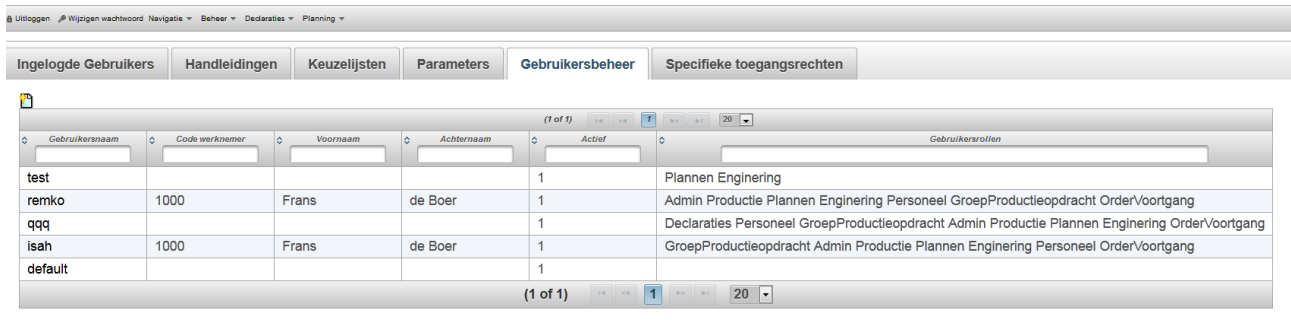 Uitloggen Wijzigen wachtwoord Navigatie Beheer Declaraties Planning
Ingelogde Gebruikers Handleidingen Keuzelijsten Parameters Gebruikersbeheer Specifieke toegangsrechten
(1 of 1) 1 20
Gebruikersnaam Code werknemer Voornaam Achternaam Actief Gebruikersrollen
test 1 Plannen Enginering
remko 1000 Frans de Boer 1 Admin Productie Plannen Enginering Personeel GroepProductieopdracht OrderVoortgang
qqq 1 Declaraties Personeel GroepProductieopdracht Admin Productie Plannen Enginering OrderVoortgang
isah 1000 Frans de Boer 1 GroepProductieopdracht Admin Productie Plannen Enginering Personeel OrderVoortgang
default 1
(1 of 1) 1 20